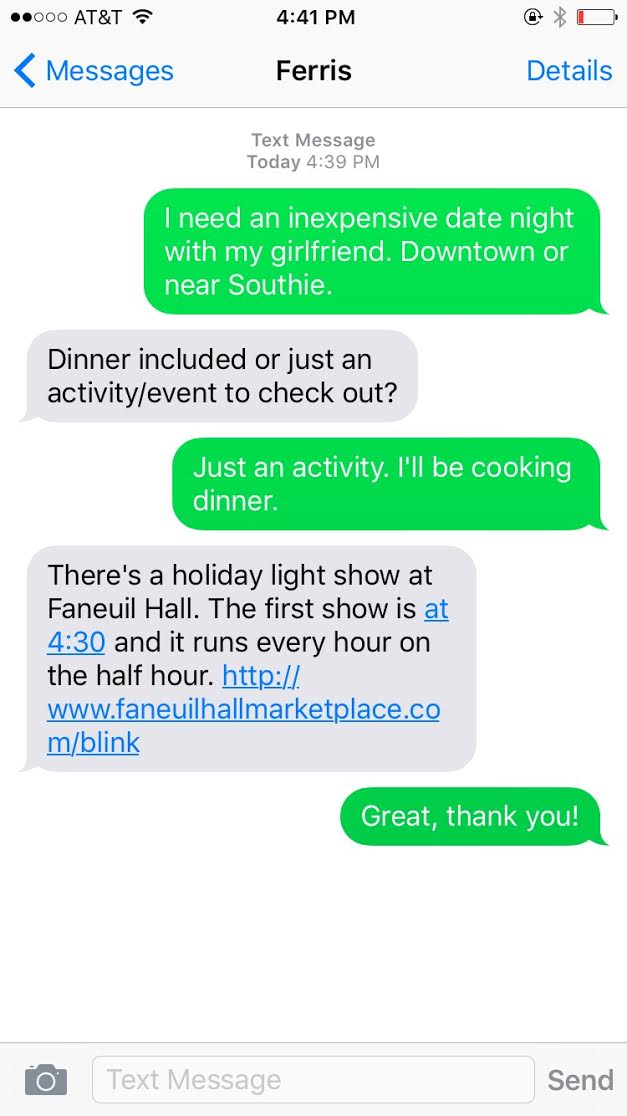 AT&T 4:41 PM
Messages Ferris Details
Text Message
Today 4:39 PM
I need an inexpensive date night
with my girlfriend. Downtown or
near Southie.
Dinner included or just an
activity/event to check out?
Just an activity. I'll be cooking
dinner.
There's a holiday light show at
Faneuil Hall. The first show is at
4:30 and it runs every hour on
the half hour. http://
www.faneuilhallmarketplace.co
m/blink
Great, thank you!
Text Message Send